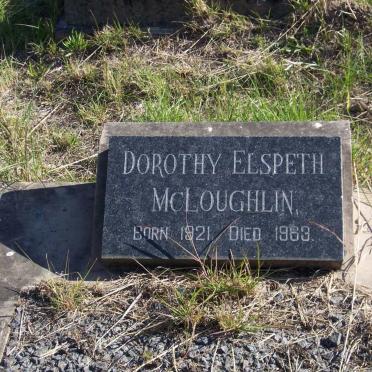 DOROTHY ELSPETH
MCLOUGHLIN.
BORN 1921. DIED 1963.